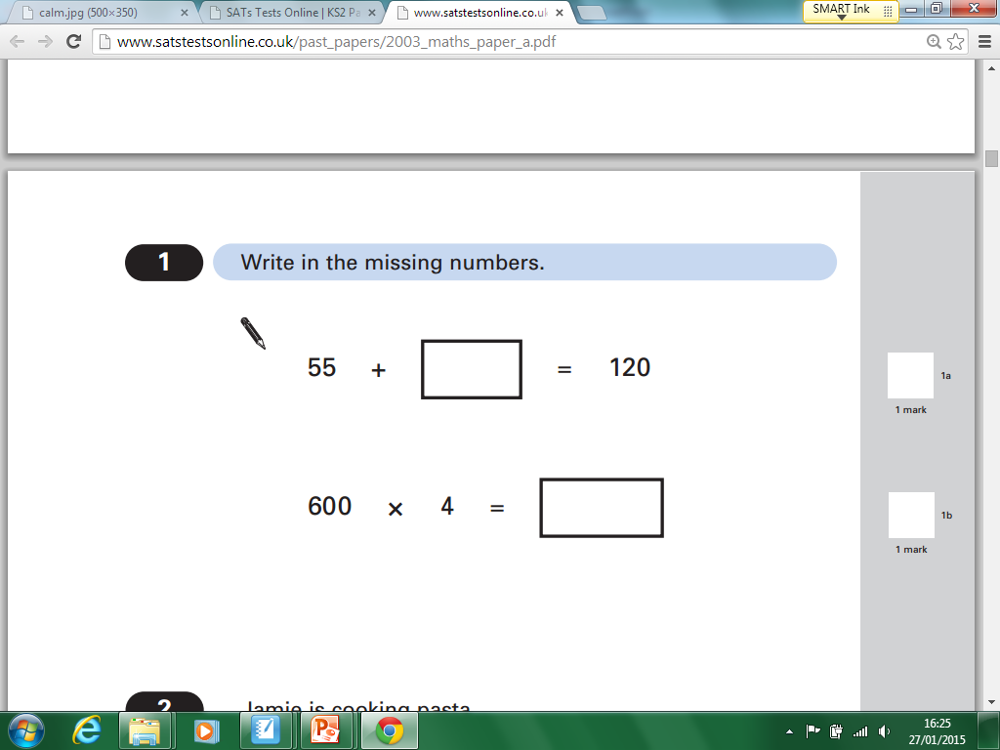 calm.jpg (500×350)
SATs Tests Online | KS2 Pa
www.satstestsonline.co.uk
SMART Ink
www.satstestsonline.co.uk/past_papers/2003_maths_paper_a.pdf
1 Write in the missing numbers.
55 + = 120
1a
1 mark
600 × 4 =
1b
1 mark
2 Jamie is cooking pasta.
16:25
27/01/2015